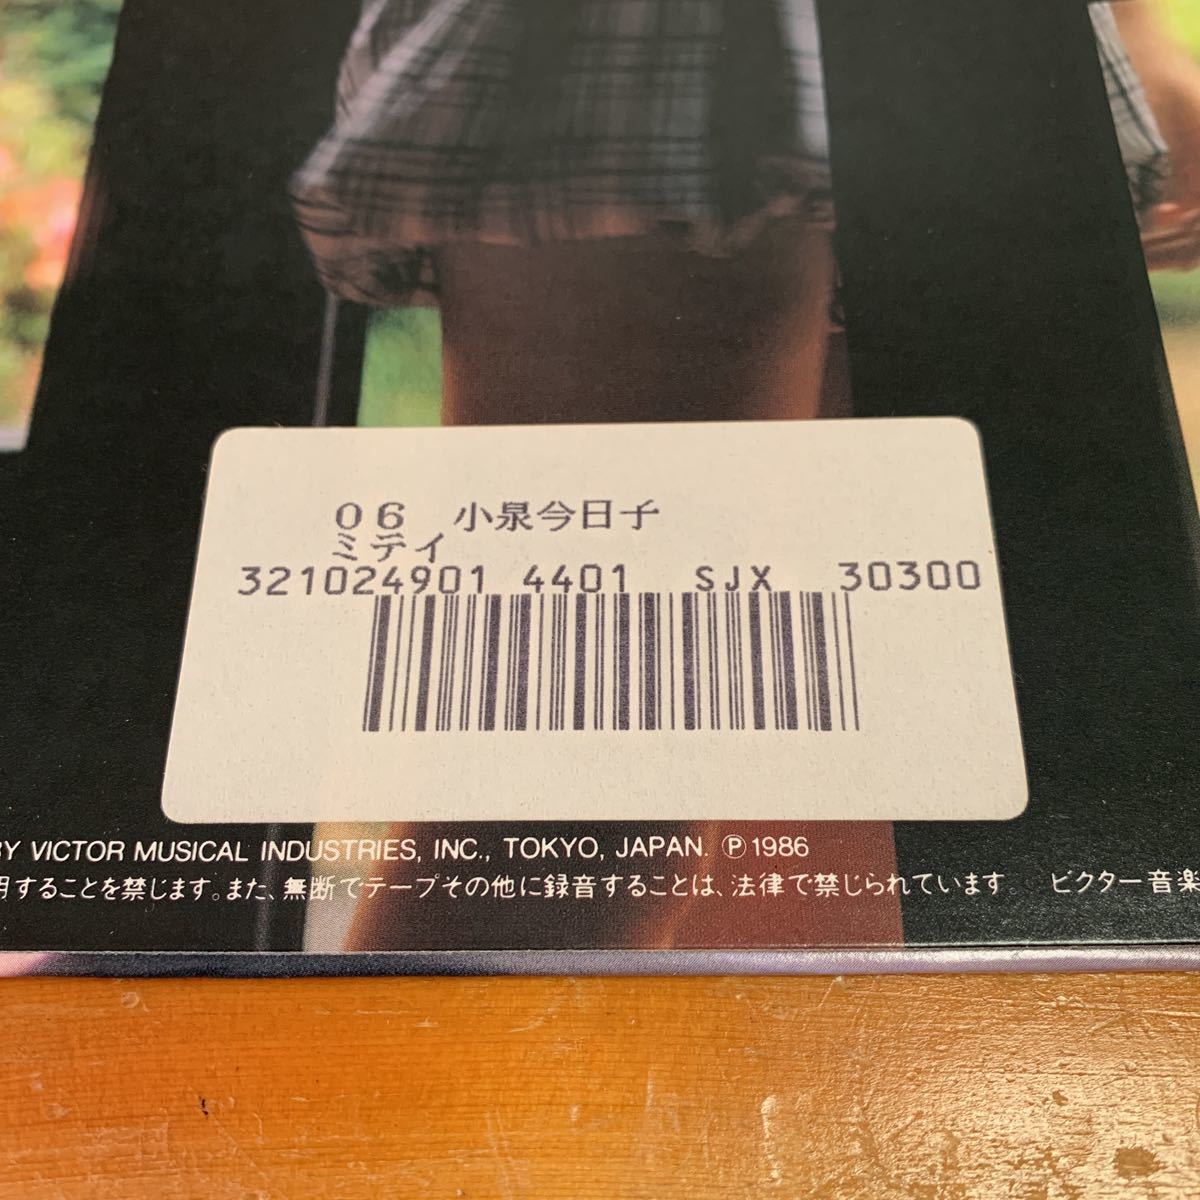 06 小泉今日子
ミテイ
321024901 4401 SJX 30300
BY VICTOR MUSICAL INDUSTRIES, INC., TOKYO, JAPAN. Ⓟ1986
用することを禁じます。また、無断でテープその他に録音することは、法律で禁じられています。 ビクター音楽